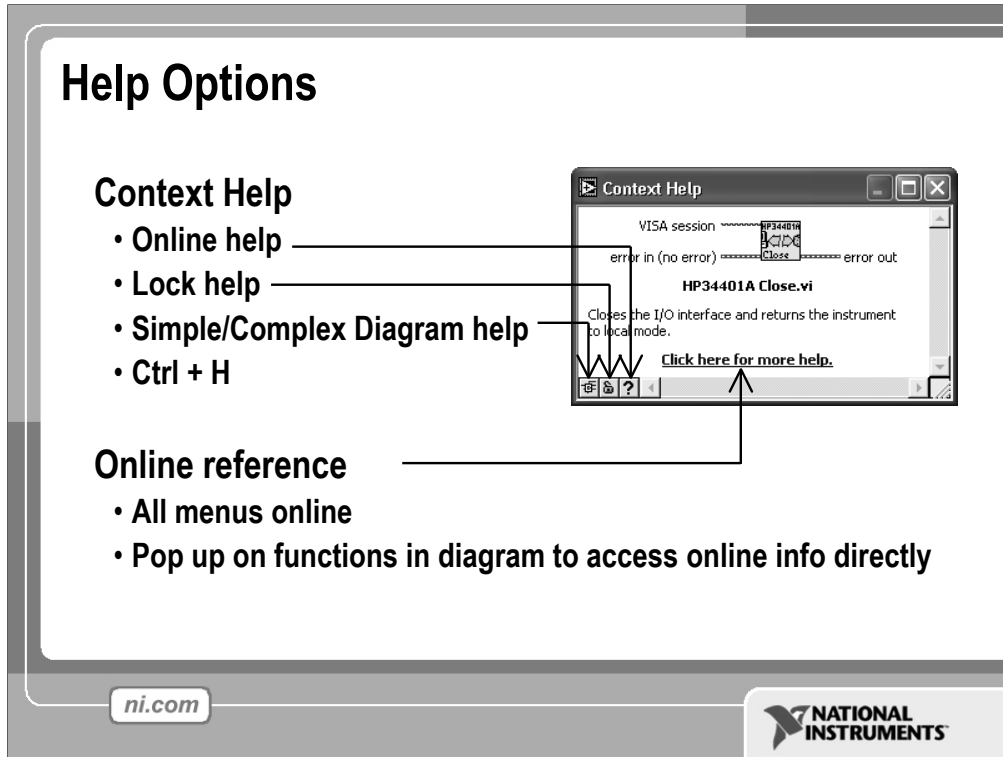 Help Options
Context Help
• Online help
• Lock help
• Simple/Complex Diagram help
• Ctrl + H
Context Help
VISA session
HP34401A
Close
error in (no error)
error out
HP34401A Close.vi
Closes the I/O interface and returns the instrument
to local mode.
Click here for more help.
?
Online reference
• All menus online
• Pop up on functions in diagram to access online info directly
ni.com
NATIONAL
INSTRUMENTS